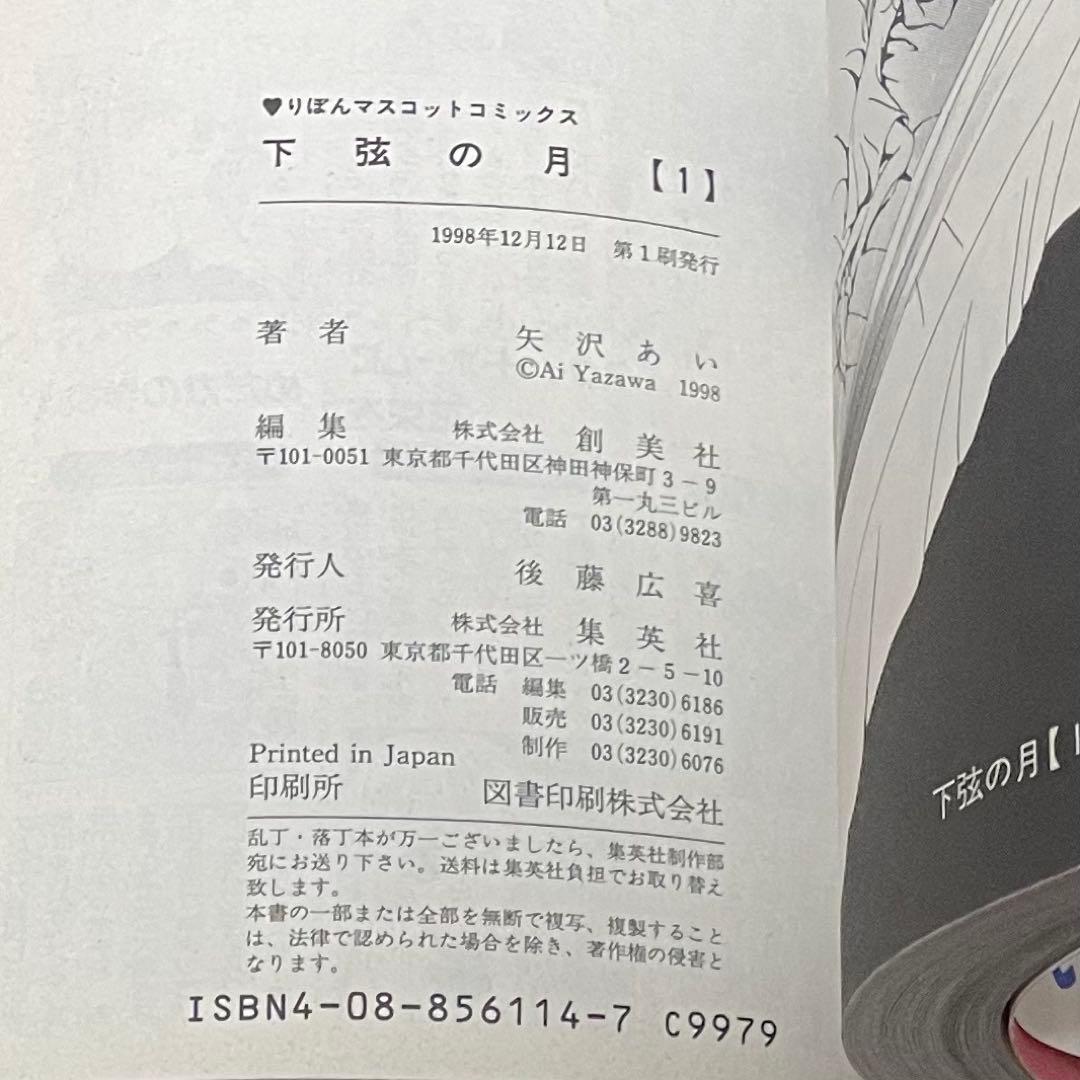 ♥りぼんマスコットコミックス
下弦の月 【1】
1998年12月12日 第1刷発行
著者 矢沢あい
©Ai Yazawa 1998
編集 株式会社 創美社
〒101-0051 東京都千代田区神田神保町3-9
第一丸三ビル
電話 03(3288)9823
発行人 後藤広喜
発行所 株式会社 集英社
〒101-8050 東京都千代田区一ツ橋2-5-10
電話 編集 03(3230)6186
販売 03(3230)6191
制作 03(3230)6076
Printed in Japan
印刷所 図書印刷株式会社
乱丁・落丁本が万一ございましたら、集英社制作部
宛にお送り下さい。送料は集英社負担でお取り替え
致します。
本書の一部または全部を無断で複写、複製すること
は、法律で認められた場合を除き、著作権の侵害と
なります。
ISBN4-08-856114-7 C9979
下弦の月【